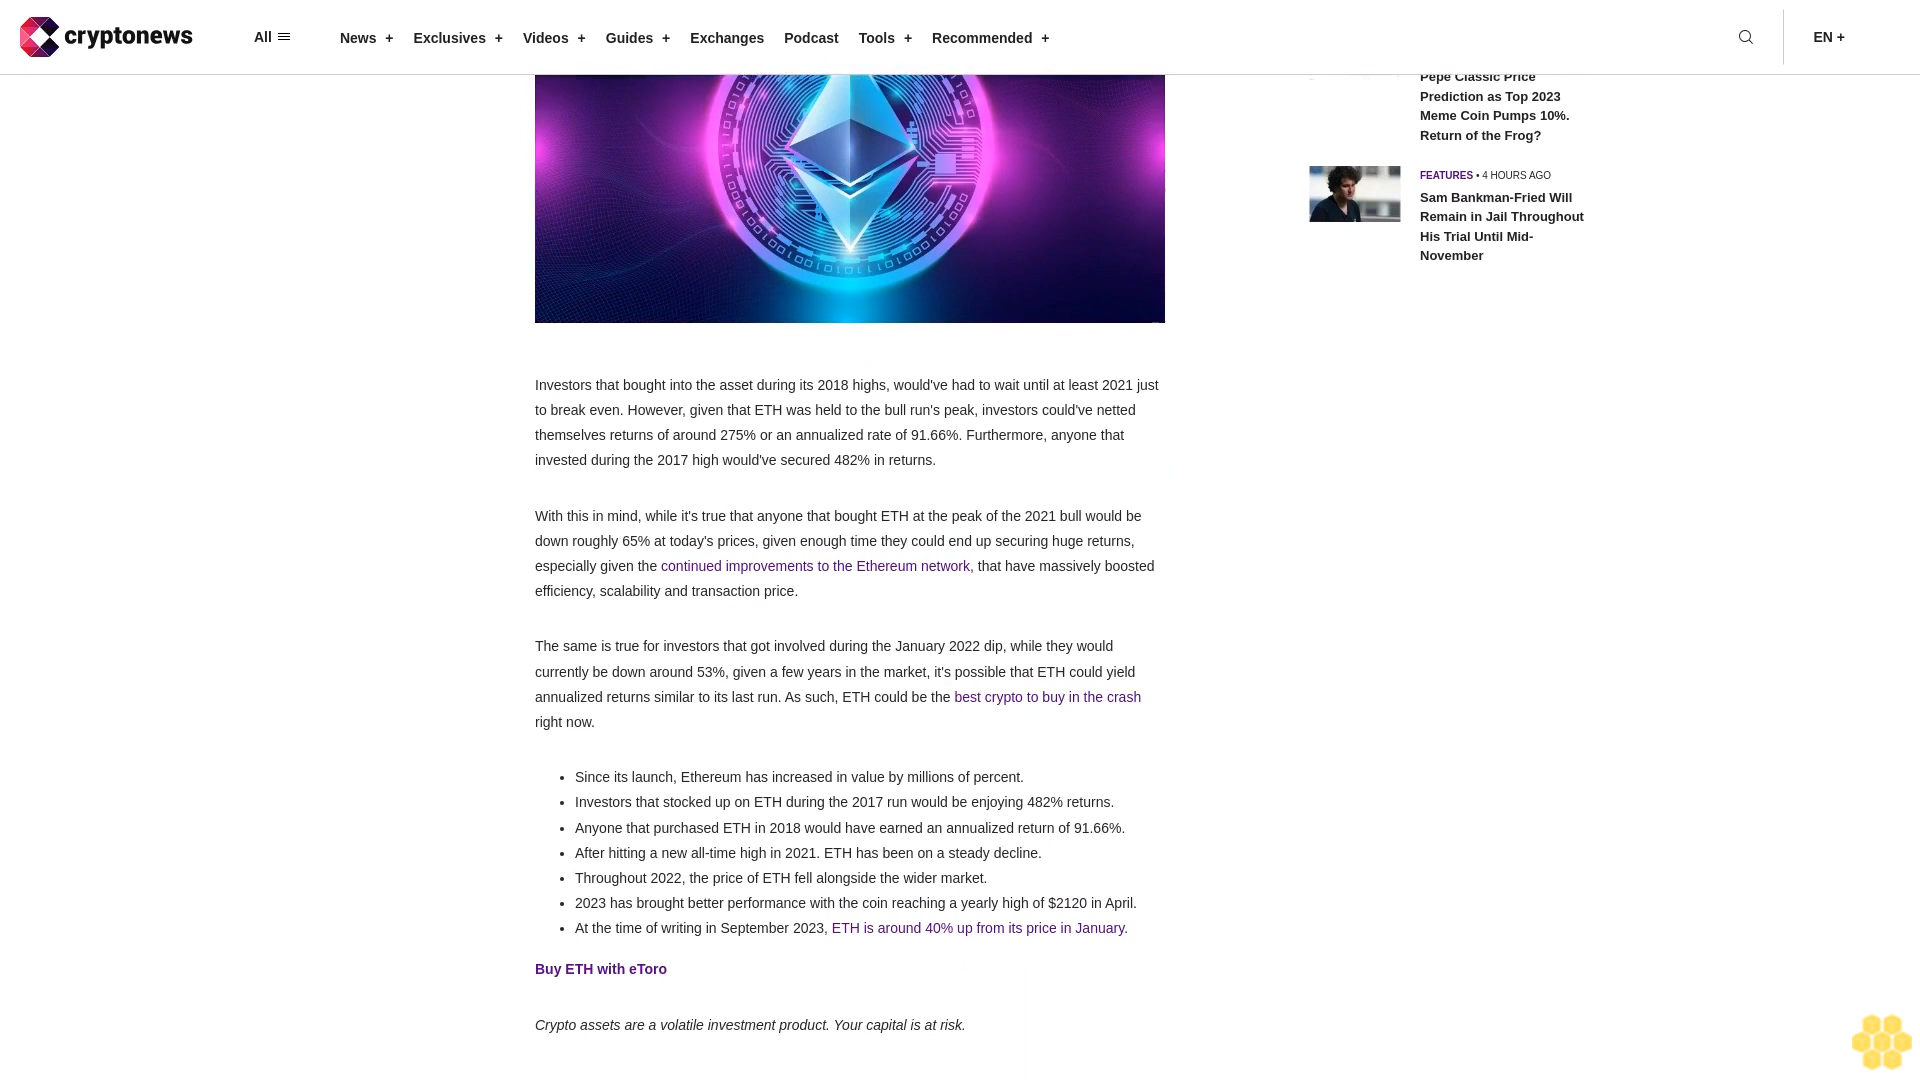 cryptonews
All
News +
Exclusives +
Videos +
Guides +
Exchanges
Podcast
Tools +
Recommended +
EN +
Investors that bought into the asset during its 2018 highs, would've had to wait until at least 2021 just
to break even. However, given that ETH was held to the bull run's peak, investors could've netted
themselves returns of around 275% or an annualized rate of 91.66%. Furthermore, anyone that
invested during the 2017 high would've secured 482% in returns.
With this in mind, while it's true that anyone that bought ETH at the peak of the 2021 bull would be
down roughly 65% at today's prices, given enough time they could end up securing huge returns,
especially given the continued improvements to the Ethereum network, that have massively boosted
efficiency, scalability and transaction price.
The same is true for investors that got involved during the January 2022 dip, while they would
currently be down around 53%, given a few years in the market, it's possible that ETH could yield
annualized returns similar to its last run. As such, ETH could be the best crypto to buy in the crash
right now.
• Since its launch, Ethereum has increased in value by millions of percent.
• Investors that stocked up on ETH during the 2017 run would be enjoying 482% returns.
• Anyone that purchased ETH in 2018 would have earned an annualized return of 91.66%.
• After hitting a new all-time high in 2021. ETH has been on a steady decline.
• Throughout 2022, the price of ETH fell alongside the wider market.
• 2023 has brought better performance with the coin reaching a yearly high of $2120 in April.
• At the time of writing in September 2023, ETH is around 40% up from its price in January.
Buy ETH with eToro
Crypto assets are a volatile investment product. Your capital is at risk.
Pepe Classic Price
Prediction as Top 2023
Meme Coin Pumps 10%.
Return of the Frog?
FEATURES • 4 HOURS AGO
Sam Bankman-Fried Will
Remain in Jail Throughout
His Trial Until Mid-
November